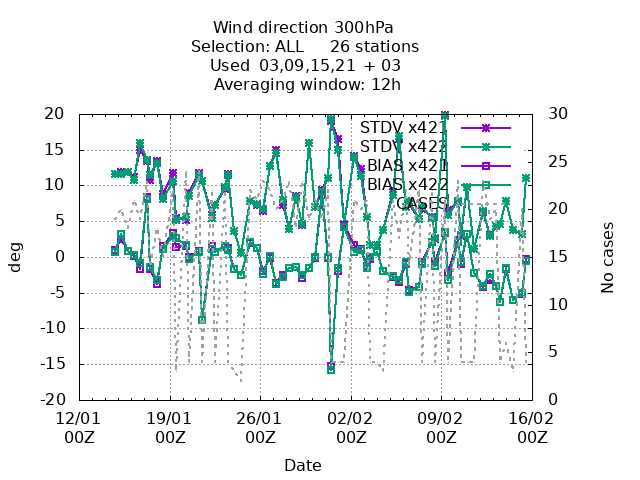 Wind direction 300hPa
Selection: ALL 26 stations
Used 03,09,15,21 + 03
Averaging window: 12h
20
15
10
5
0
-5
-10
-15
-20
deg
30
25
20
15
10
5
0
No cases
STDV x421
STDV x422
BIAS x421
BIAS x422
CASES
12/01 19/01 26/01 02/02 09/02 16/02
00Z 00Z 00Z 00Z 00Z 00Z
Date